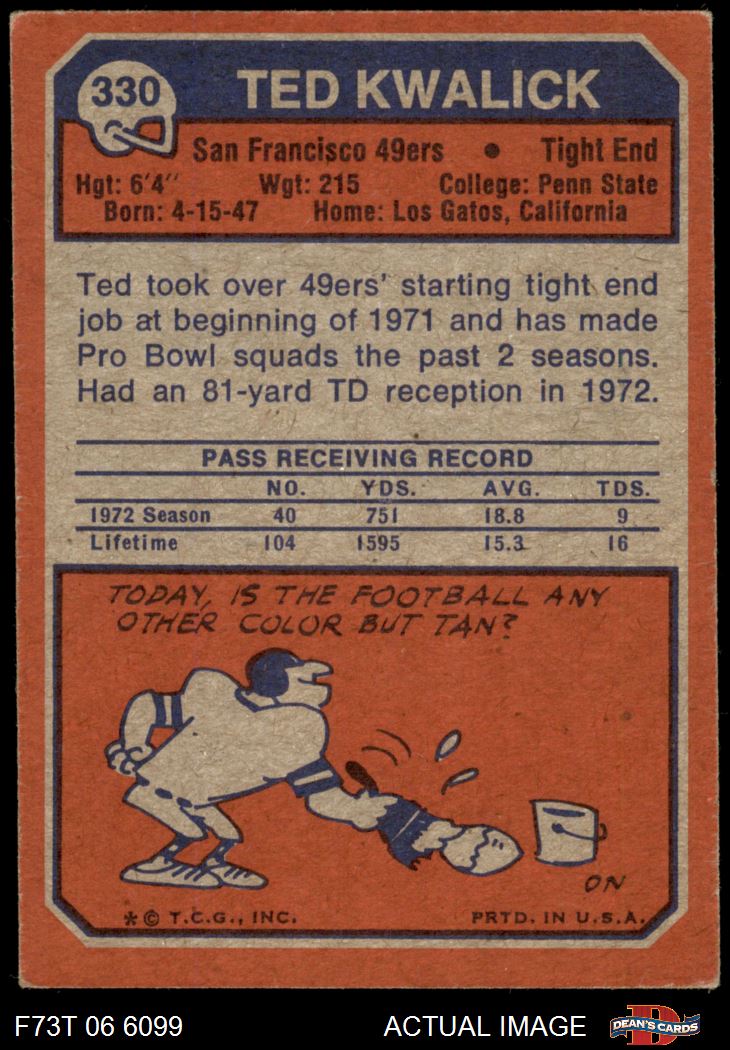 330
TED KWALICK
San Francisco 49ers • Tight End
Hgt: 6'4" Wgt: 215 College: Penn State
Born: 4-15-47 Home: Los Gatos, California
Ted took over 49ers' starting tight end
job at beginning of 1971 and has made
Pro Bowl squads the past 2 seasons.
Had an 81-yard TD reception in 1972.
PASS RECEIVING RECORD
NO. YDS. AVG. TDS.
1972 Season 40 751 18.8 9
Lifetime 104 1595 15.3 16
TODAY, IS THE FOOTBALL ANY
OTHER COLOR BUT TAN?
ON
* © T.C.G., INC. PRTD. IN U.S.A.
F73T 06 6099 ACTUAL IMAGE
D
DEAN'S CARDS